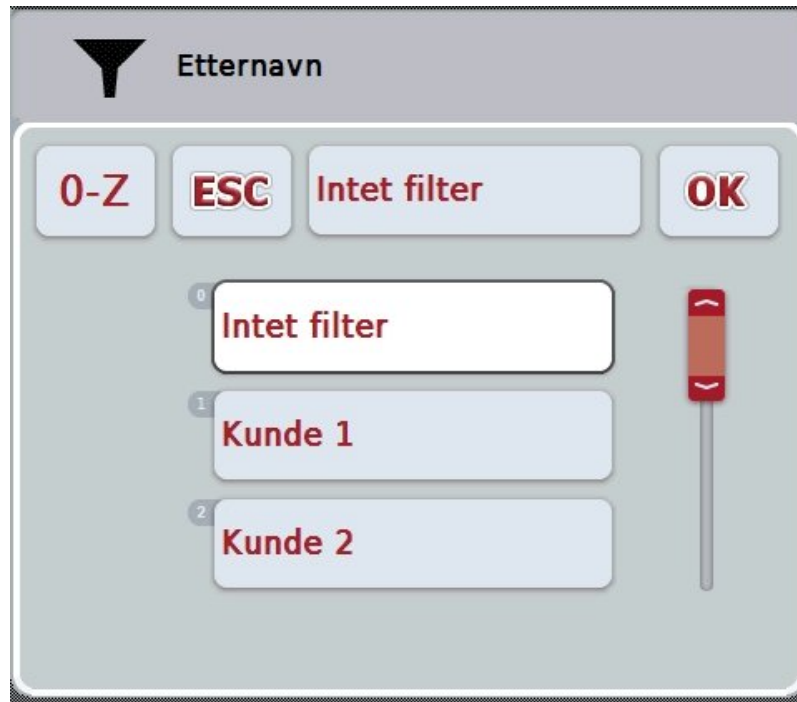 Etternavn
0-Z ESC Intet filter OK
0
Intet filter
1
Kunde 1
2
Kunde 2